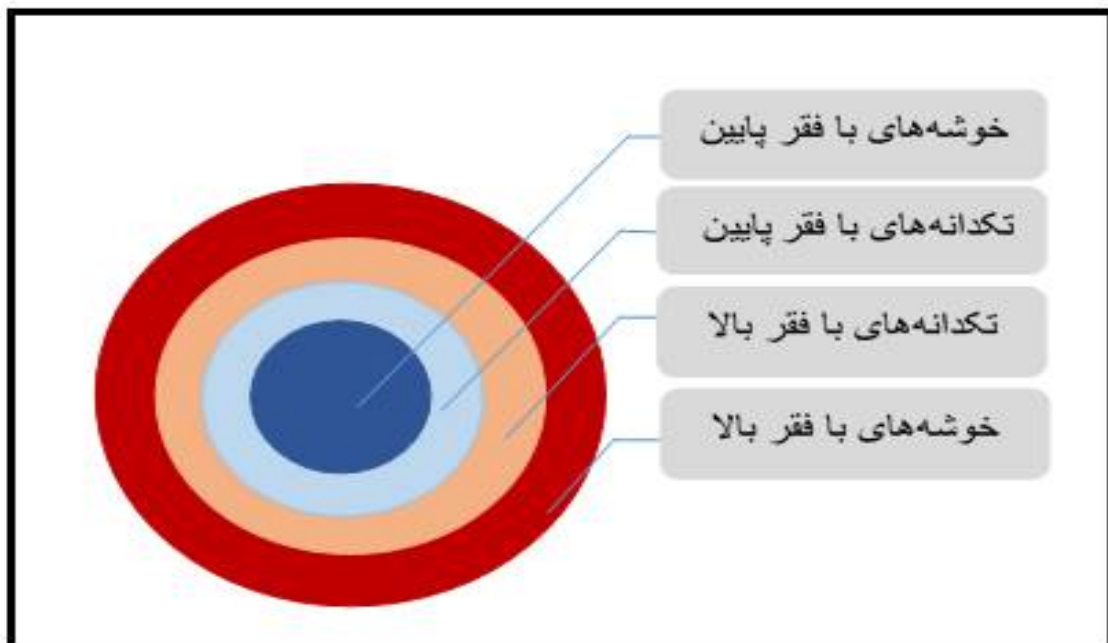 خوشه‌های با فقر پایین
تکدانه‌های با فقر پایین
تکدانه‌های با فقر بالا
خوشه‌های با فقر بالا